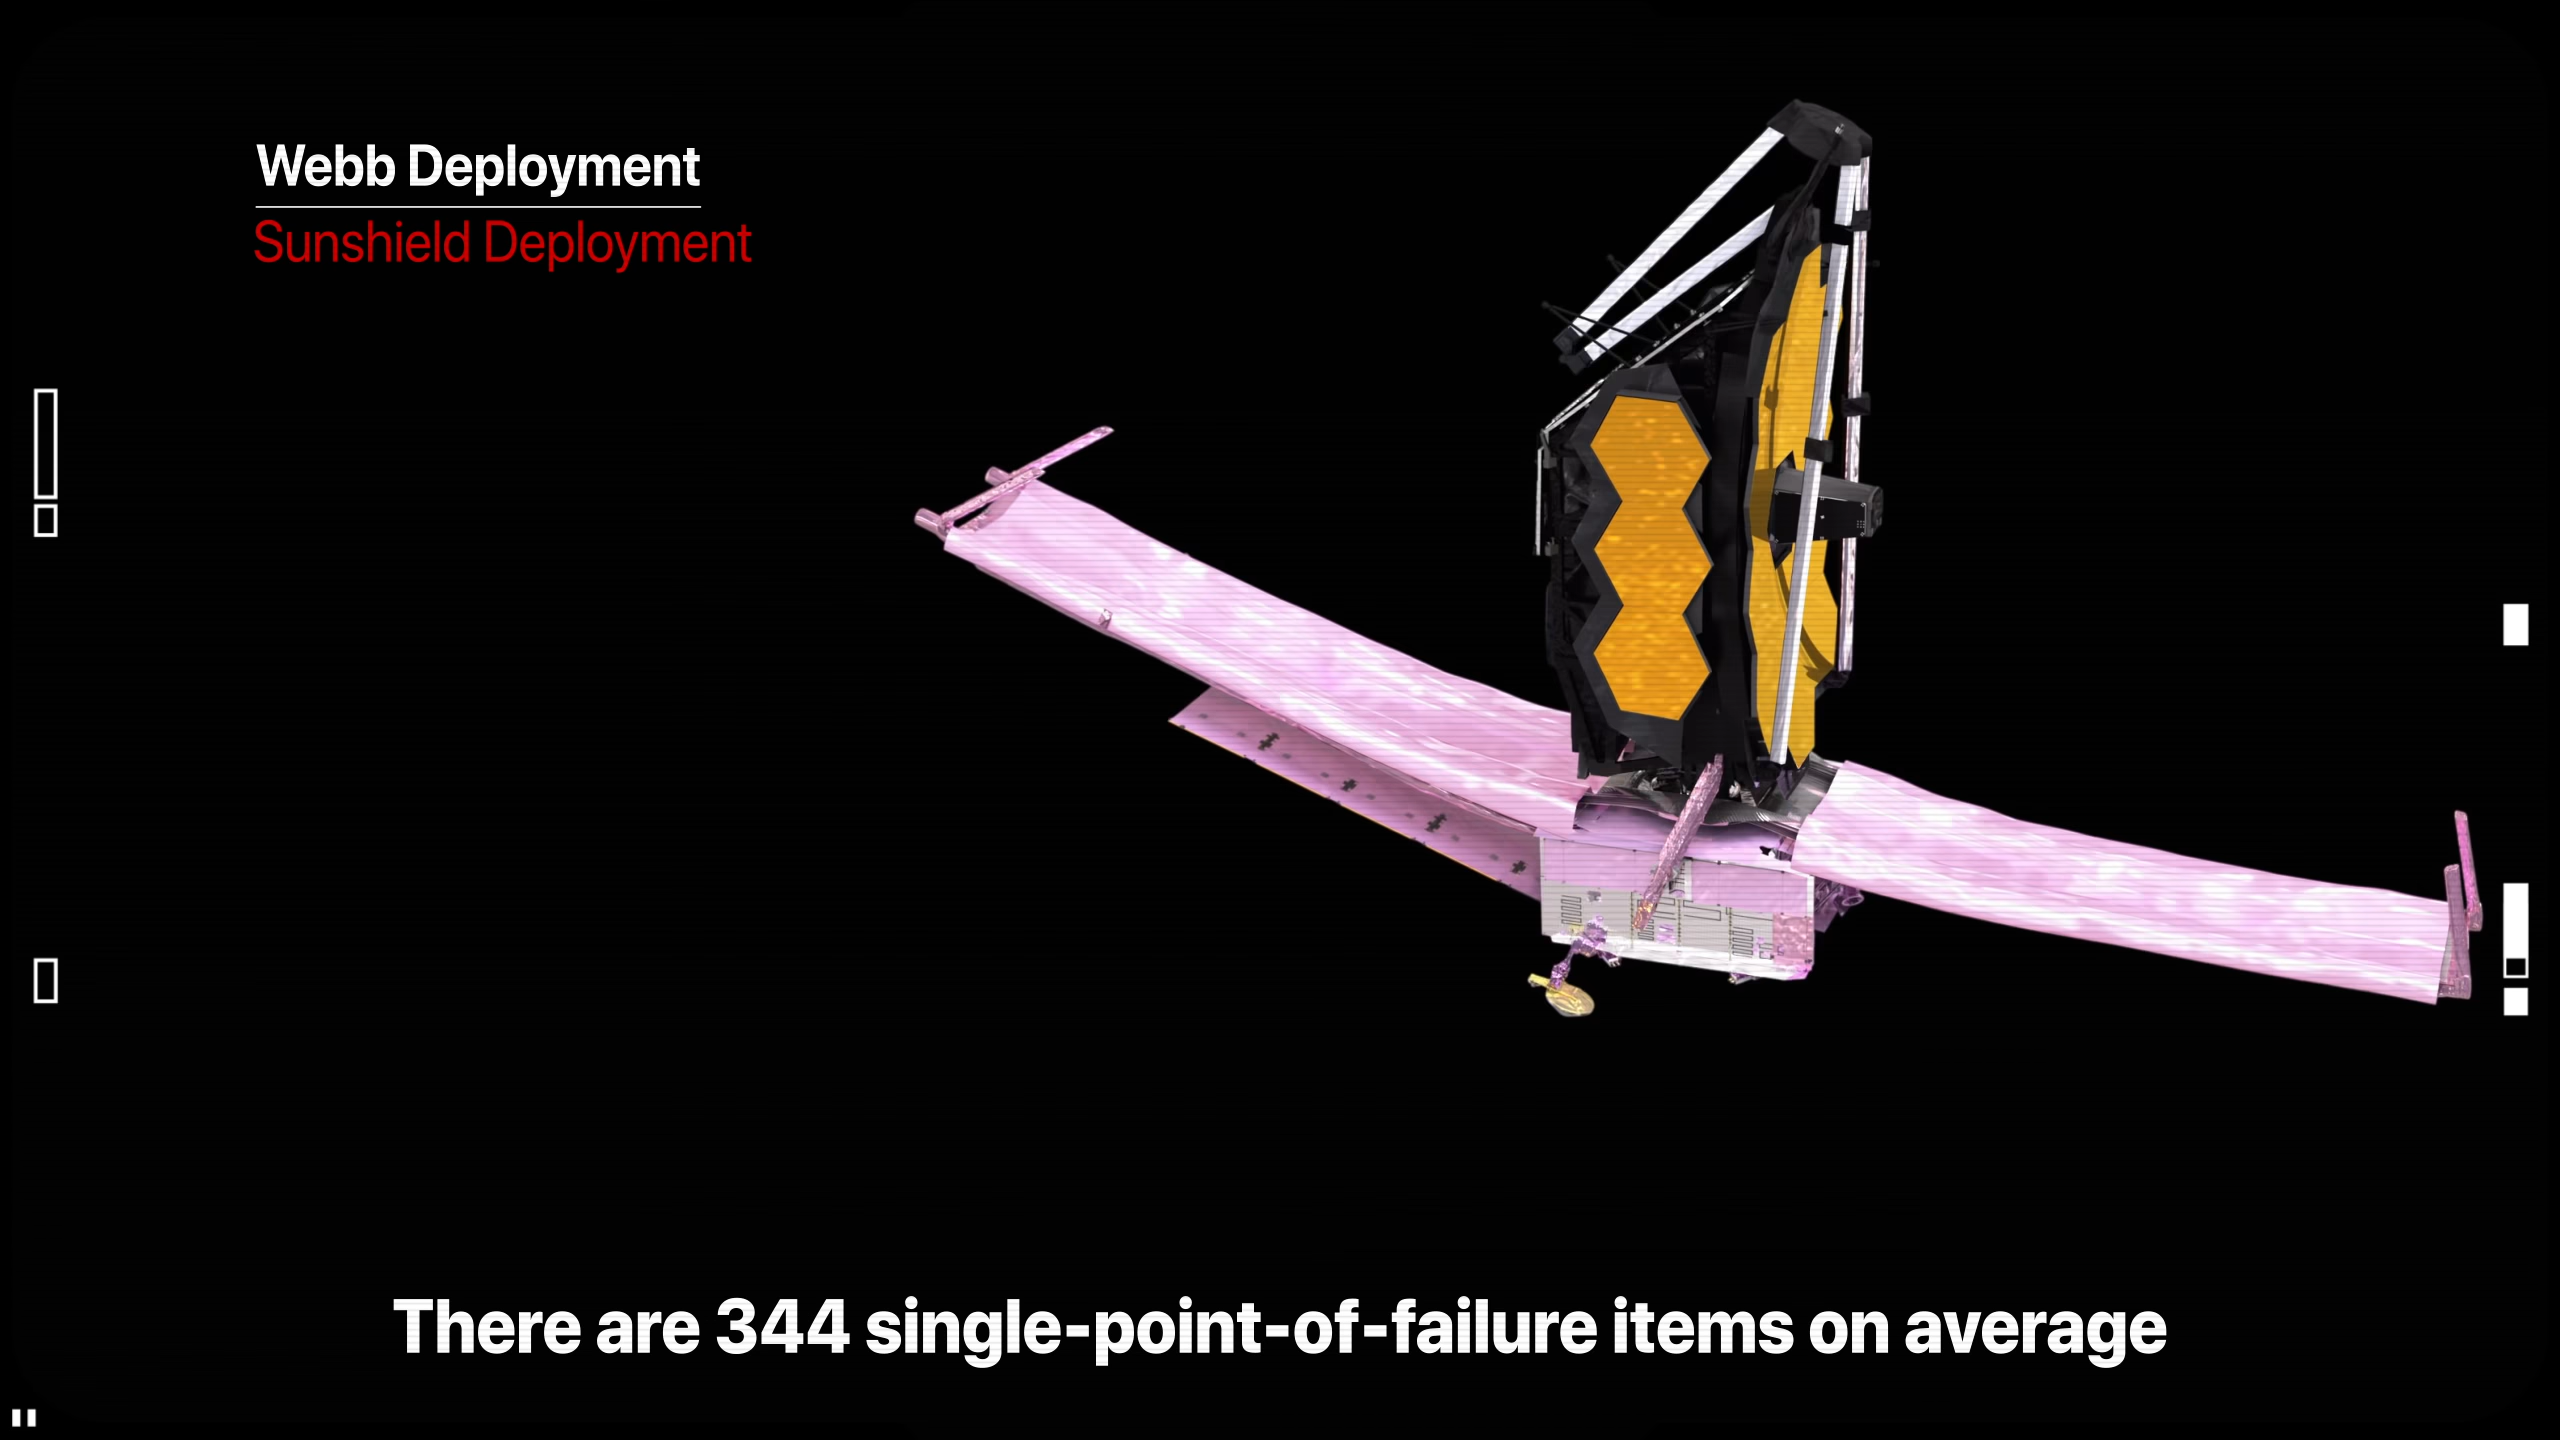 Webb Deployment
Sunshield Deployment
There are 344 single-point-of-failure items on average